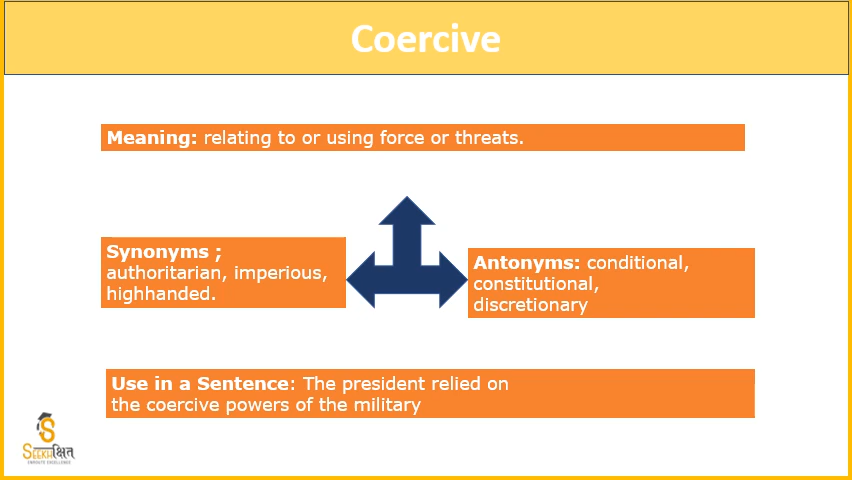 Coercive
Meaning: relating to or using force or threats.
Synonyms ;
authoritarian, imperious,
highhanded.
Antonyms: conditional,
constitutional,
discretionary
Use in a Sentence: The president relied on
the coercive powers of the military
SEEKHक्षित